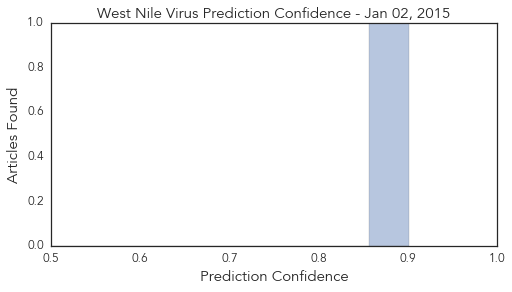 West Nile Virus Prediction Confidence - Jan 02, 2015
1.0
0.8
0.6
0.4
0.2
0.0
Articles Found
0.5 0.6 0.7 0.8 0.9 1.0
Prediction Confidence